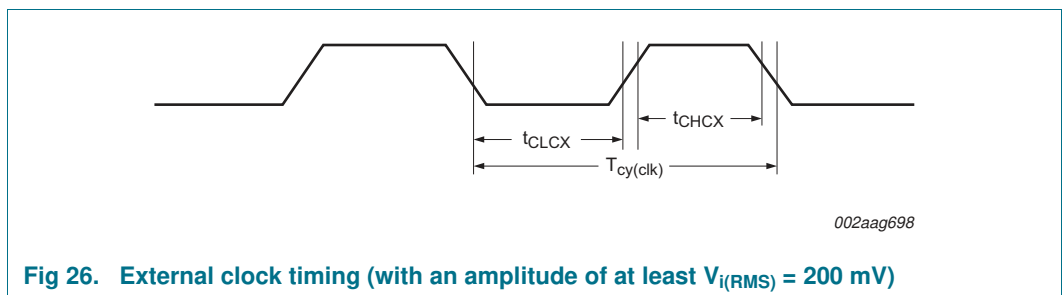 tCHCX
tCLCX
Tcy(clk)
002aag698
Fig 26. External clock timing (with an amplitude of at least Vi(RMS) = 200 mV)